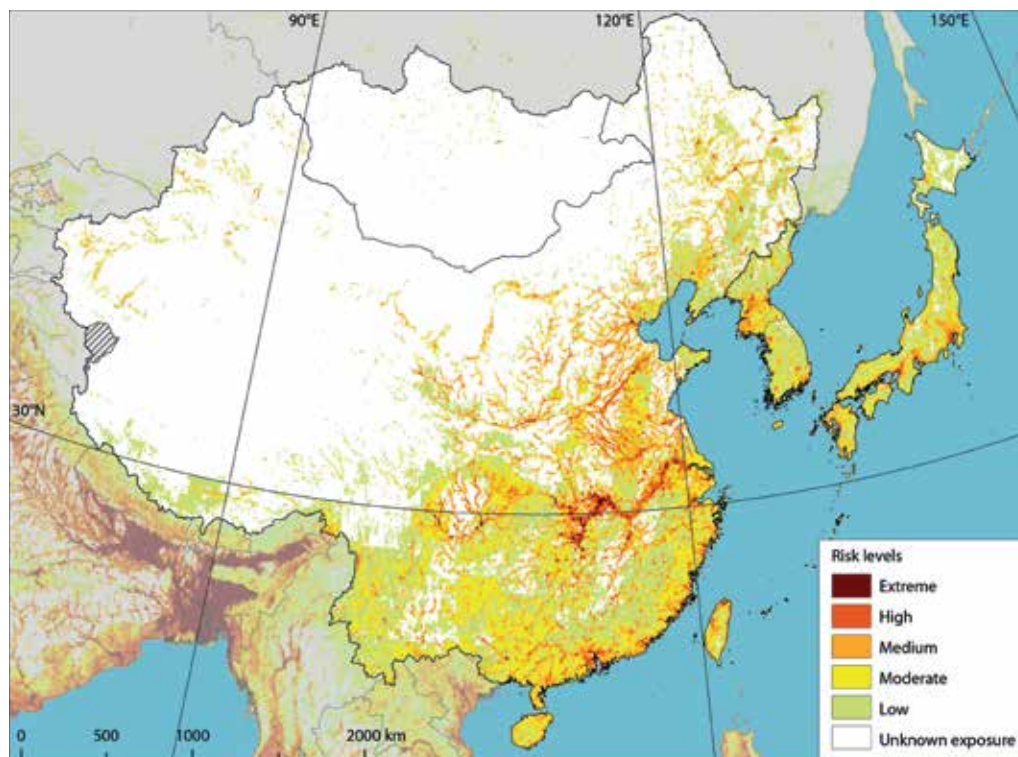 90°E
120°E
150°E
30°N
Risk levels
Extreme
High
Medium
Moderate
Low
Unknown exposure
0
500
1000
2000 km